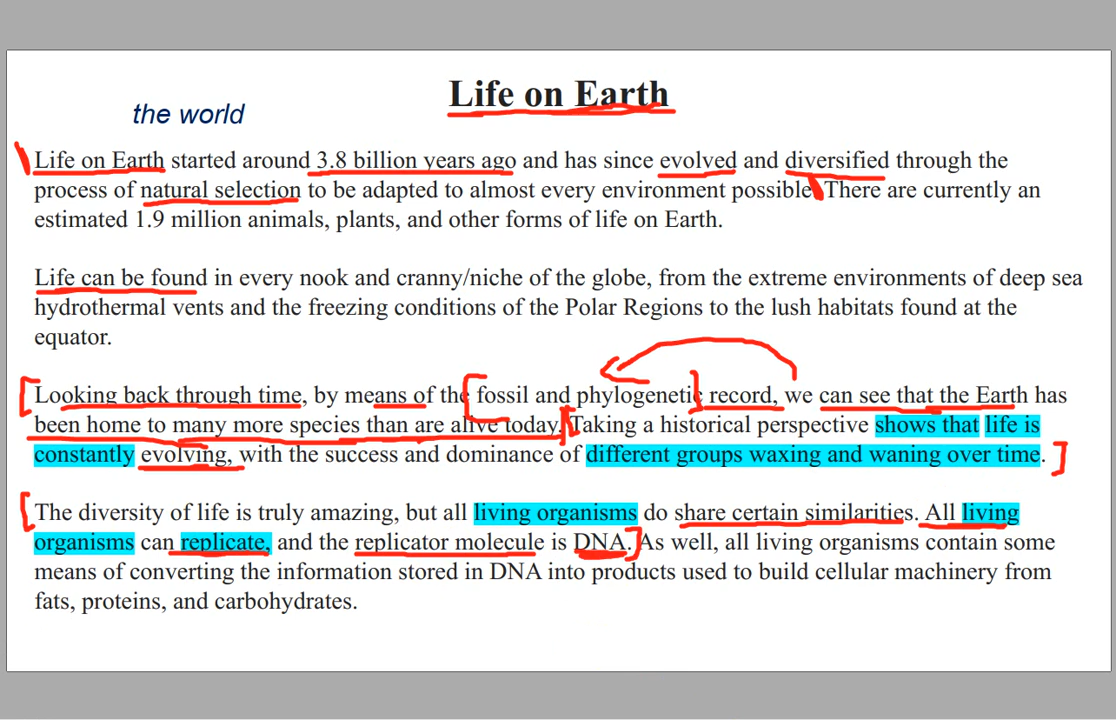 Life on Earth
the world
Life on Earth started around 3.8 billion years ago and has since evolved and diversified through the
process of natural selection to be adapted to almost every environment possible. There are currently an
estimated 1.9 million animals, plants, and other forms of life on Earth.
Life can be found in every nook and cranny/niche of the globe, from the extreme environments of deep sea
hydrothermal vents and the freezing conditions of the Polar Regions to the lush habitats found at the
equator.
Looking back through time, by means of the fossil and phylogenetic record, we can see that the Earth has
been home to many more species than are alive today. Taking a historical perspective shows that life is
constantly evolving, with the success and dominance of different groups waxing and waning over time.
The diversity of life is truly amazing, but all living organisms do share certain similarities. All living
organisms can replicate, and the replicator molecule is DNA. As well, all living organisms contain some
means of converting the information stored in DNA into products used to build cellular machinery from
fats, proteins, and carbohydrates.